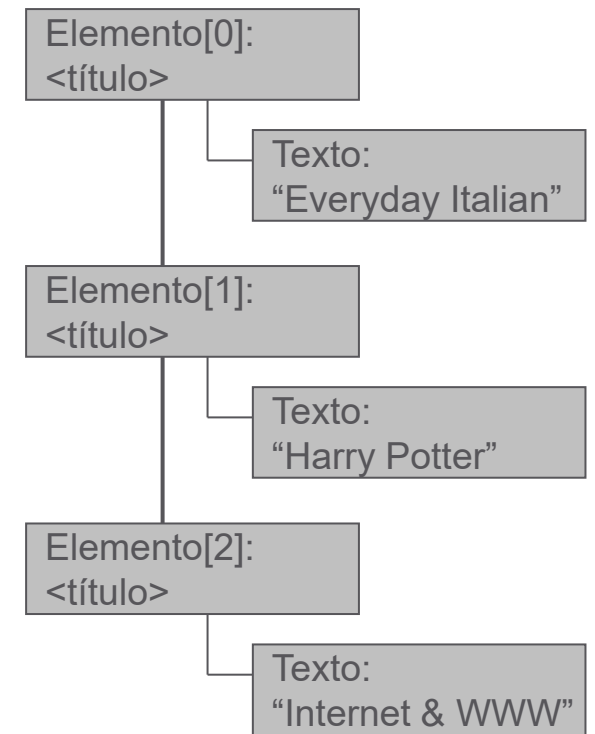 Elemento[0]:
<título>
Texto:
“Everyday Italian”
Elemento[1]:
<título>
Texto:
“Harry Potter”
Elemento[2]:
<título>
Texto:
“Internet & WWW”